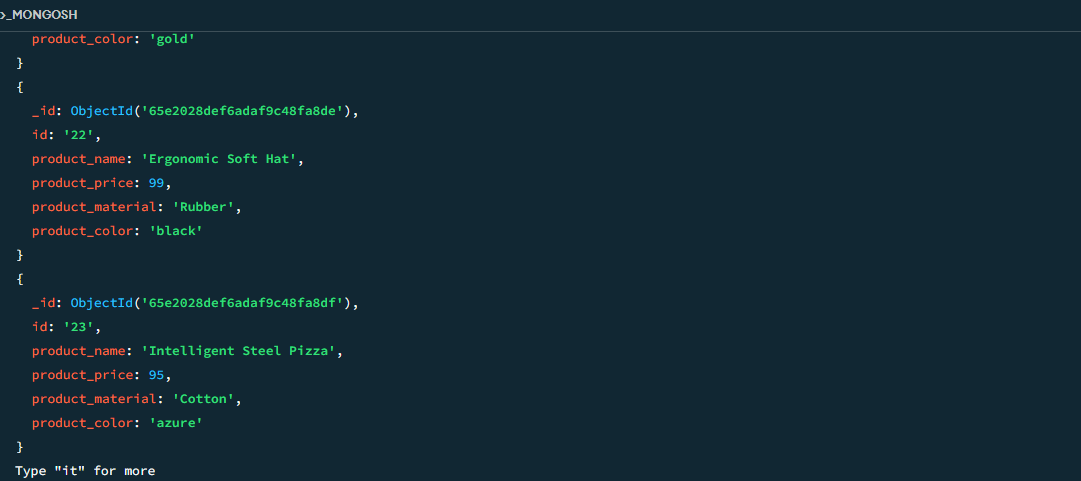 >_MONGOSH
product_color: 'gold'
}
{
_id: ObjectId('65e2028def6adaf9c48fa8de'),
id: '22',
product_name: 'Ergonomic Soft Hat',
product_price: 99,
product_material: 'Rubber',
product_color: 'black'
}
{
_id: ObjectId('65e2028def6adaf9c48fa8df'),
id: '23',
product_name: 'Intelligent Steel Pizza',
product_price: 95,
product_material: 'Cotton',
product_color: 'azure'
}
Type "it" for more